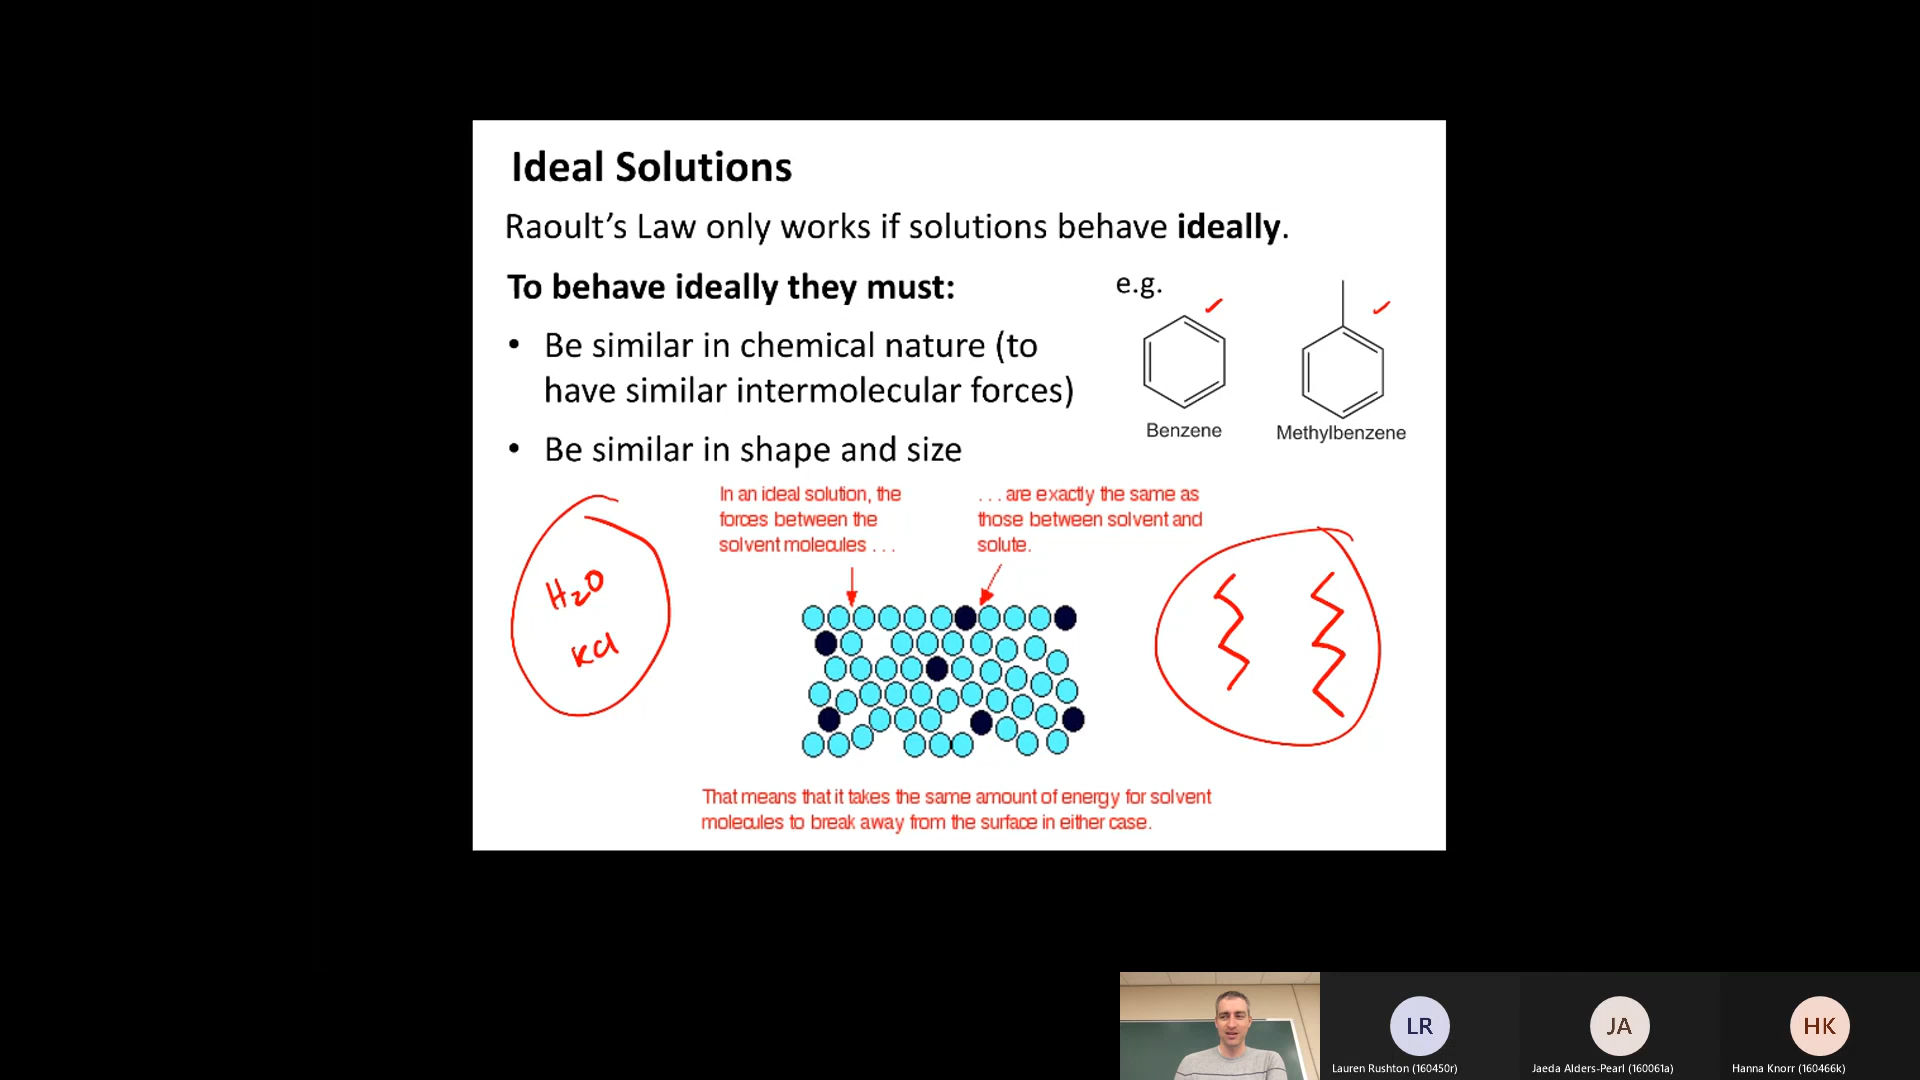 Ideal Solutions
Raoult’s Law only works if solutions behave ideally.
To behave ideally they must:
• Be similar in chemical nature (to
have similar intermolecular forces)
• Be similar in shape and size
e.g.
Benzene
Methylbenzene
In an ideal solution, the
forces between the
solvent molecules . . .
. . . are exactly the same as
those between solvent and
solute.
H2O
KCl
That means that it takes the same amount of energy for solvent
molecules to break away from the surface in either case.
LR
Lauren Rushton (160450r)
JA
Jaeda Alders-Pearl (160061a)
HK
Hanna Knorr (160466k)